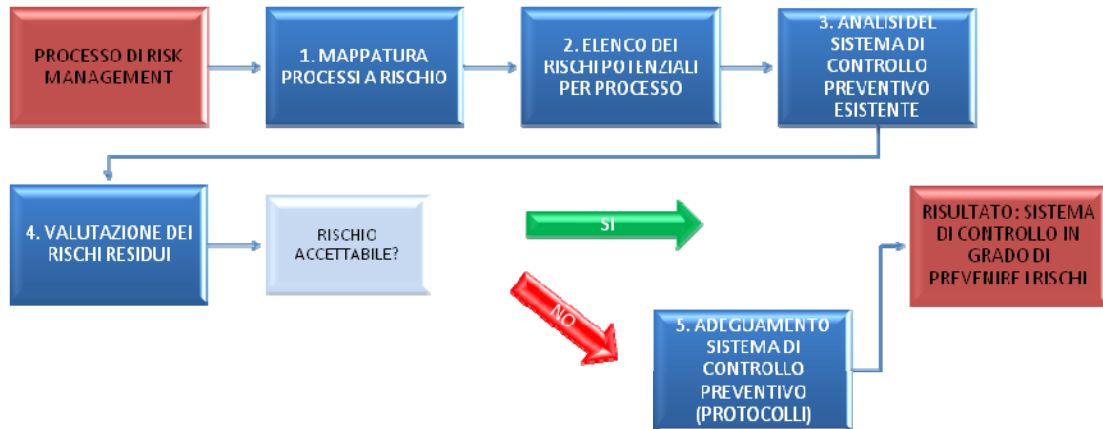 PROCESSO DI RISK
MANAGEMENT
1. MAPPATURA
PROCESSI A RISCHIO
2. ELENCO DEI
RISCHI POTENZIALI
PER PROCESSO
3. ANALISI DEL
SISTEMA DI
CONTROLLO
PREVENTIVO
ESISTENTE
4. VALUTAZIONE DEI
RISCHI RESIDUI
RISCHIO
ACCETTABILE?
SI
NO
5. ADEGUAMENTO
SISTEMA DI
CONTROLLO
PREVENTIVO
(PROTOCOLLI)
RISULTATO: SISTEMA
DI CONTROLLO IN
GRADO DI
PREVENIRE I RISCHI